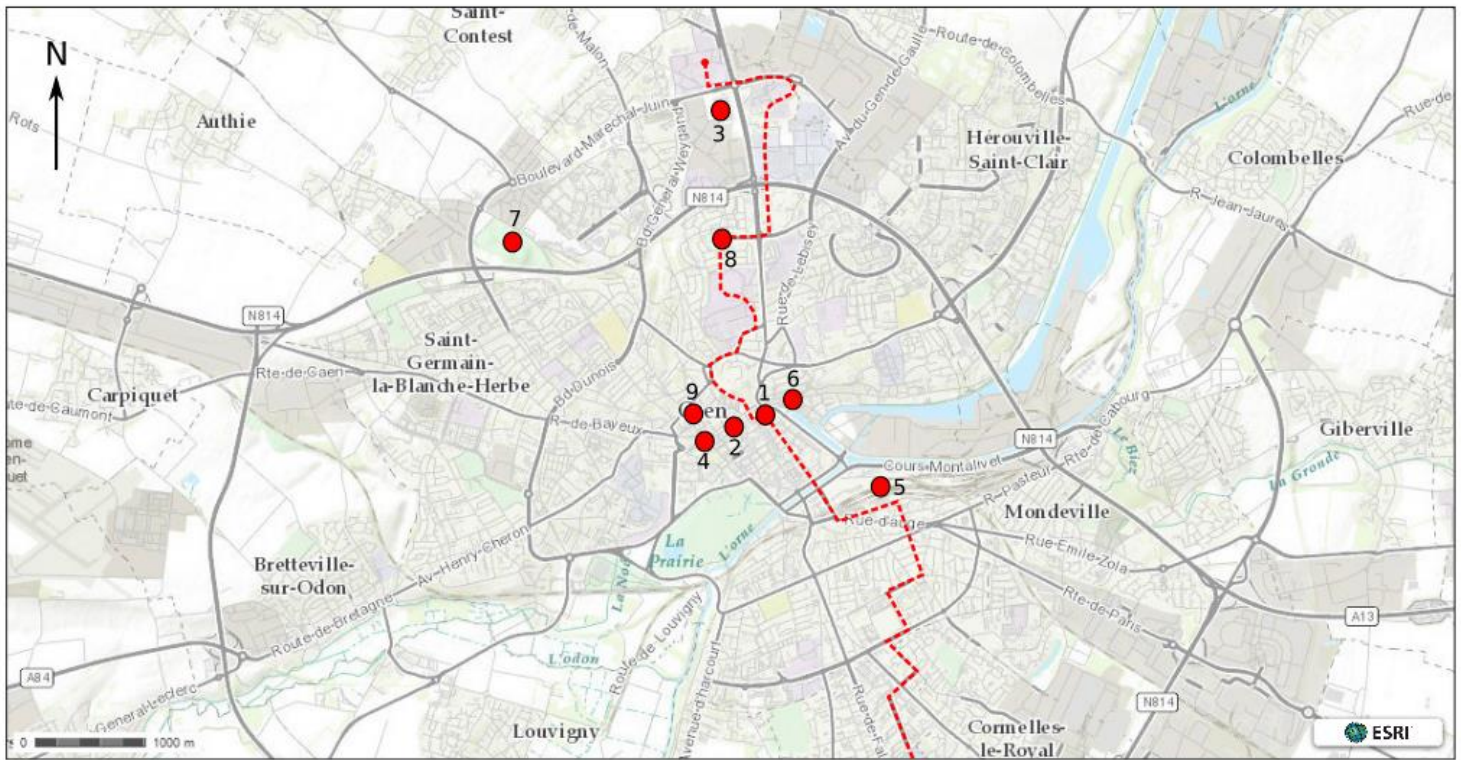 Saint-
Contest
de-Malon
Av-du-Gen-de-Gaulle
Route-de-Colombelles
N
L'orne
Rue-de
Rots
Authie
Boulevard-Marechal-Juin
3
Hérouville-
Saint-Clair
Colombelles
Bd-Général-Weygand
N814
R-Jean-Jaures
7
8
Rue-de-Lebisey
N814
Saint-
Germain-
la-Blanche-Herbe
Rte-de-Caen
Carpiquet
Bd-Dunois
Rte-de-Cabourg
9
1
6
Caen
R-de-Bayeux
2
4
N814
Le Biez
Giberville
La Gronde
Cours-Montalivet
R-Pasteur
5
Mondeville
Rue-d'auge
Rue-Emile-Zola
La
Prairie
L'orne
Bretteville-
sur-Odon
Av-Henry-Cheron
Rte-de-Paris
A13
Route-de-Bretagne
L'odon
Route-de-Louvigny
A84
General-Leclerc
Avenue-d'harcourt
N814
Louvigny
Cormelles-
le-Royal
0
1000 m
ESRI